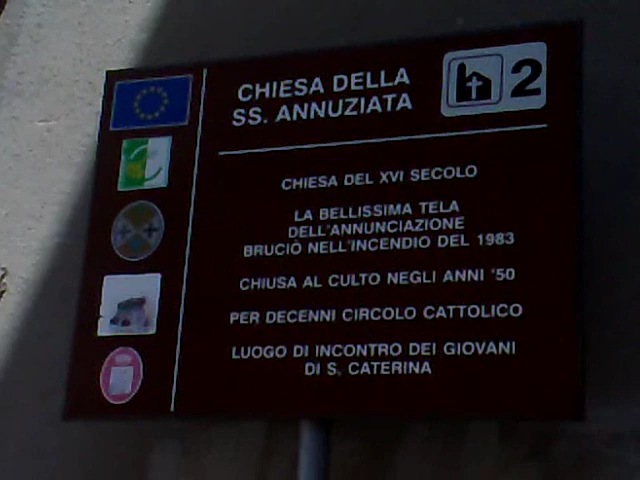 CHIESA DELLA
SS. ANNUZIATA
2
CHIESA DEL XVI SECOLO
LA BELLISSIMA TELA
DELL'ANNUNCIAZIONE
BRUCIÒ NELL'INCENDIO DEL 1983
CHIUSA AL CULTO NEGLI ANNI '50
PER DECENNI CIRCOLO CATTOLICO
LUOGO DI INCONTRO DEI GIOVANI
DI S. CATERINA